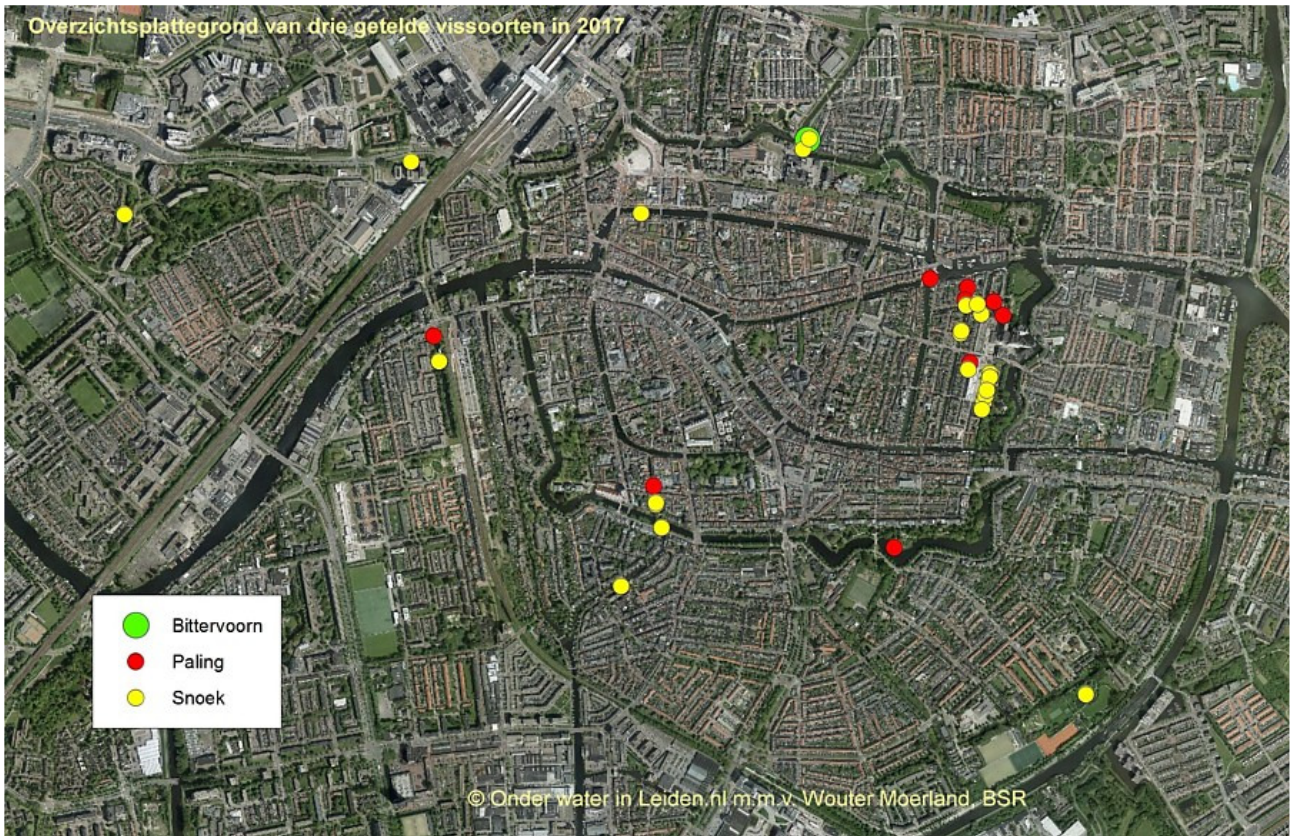 Overzichtsplattegrond van drie getelde vissoorten in 2017
Bittervoorn
Paling
Snoek
© Onder water in Leiden.nl m.m.v. Wouter Moerland, BSR